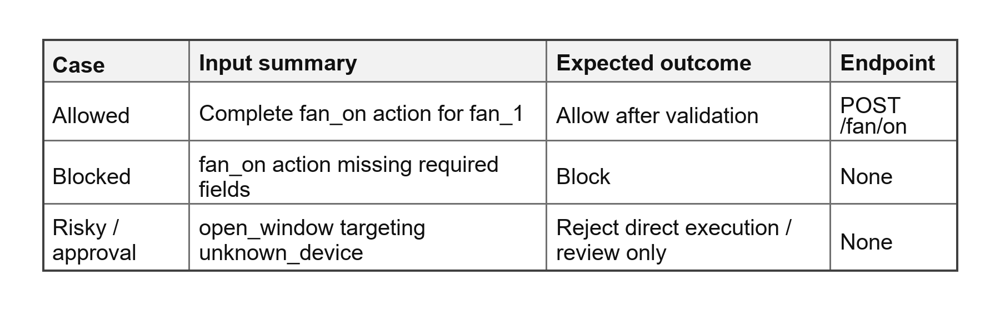 Case
Input summary
Expected outcome
Endpoint
Allowed
Complete fan_on action for fan_1
Allow after validation
POST
/fan/on
Blocked
fan_on action missing required
fields
Block
None
Risky /
approval
open_window targeting
unknown_device
Reject direct execution /
review only
None